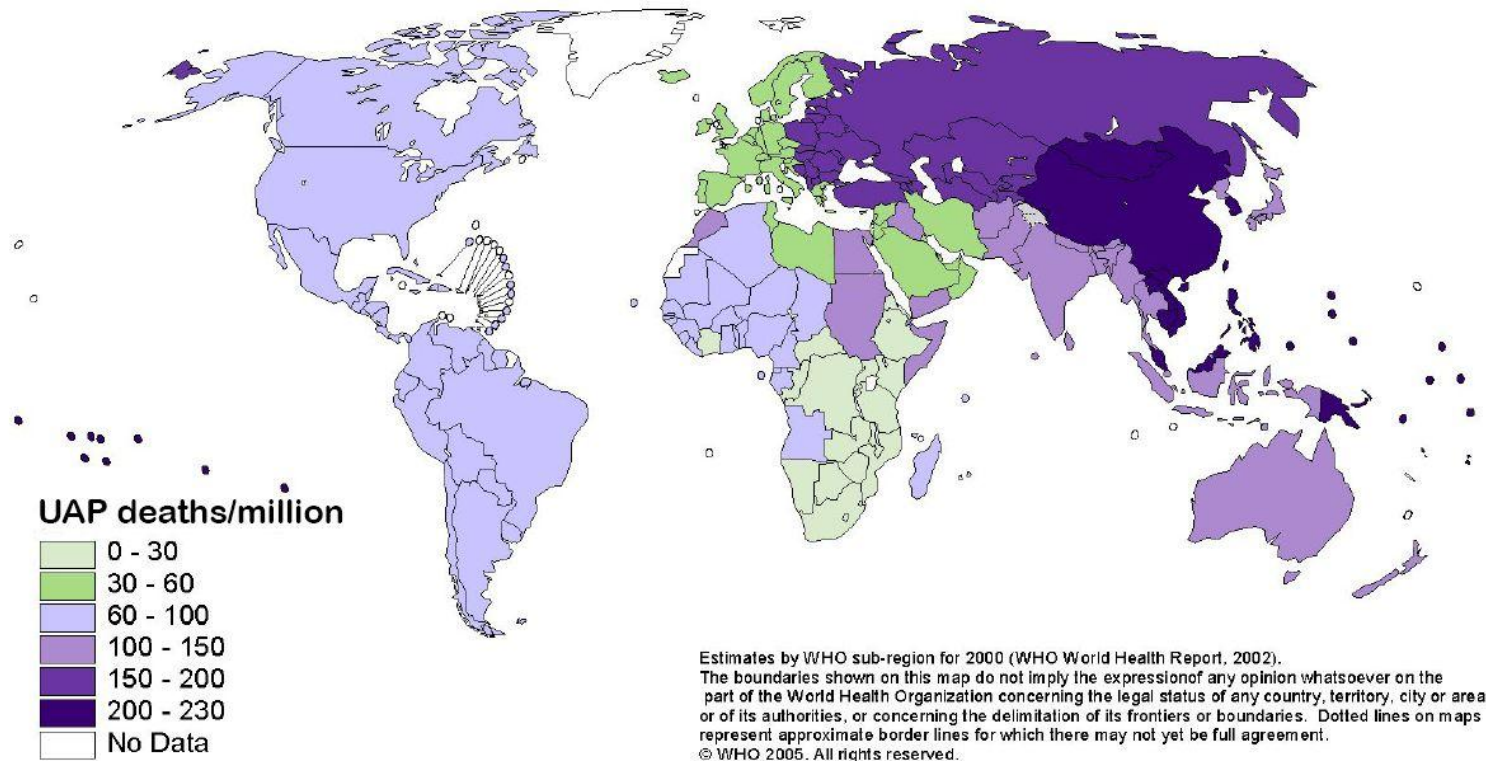 UAP deaths/million
0 - 30
30 - 60
60 - 100
100 - 150
150 - 200
200 - 230
No Data
Estimates by WHO sub-region for 2000 (WHO World Health Report, 2002).
The boundaries shown on this map do not imply the expressionof any opinion whatsoever on the
part of the World Health Organization concerning the legal status of any country, territory, city or area
or of its authorities, or concerning the delimitation of its frontiers or boundaries. Dotted lines on maps
represent approximate border lines for which there may not yet be full agreement.
© WHO 2005. All rights reserved.